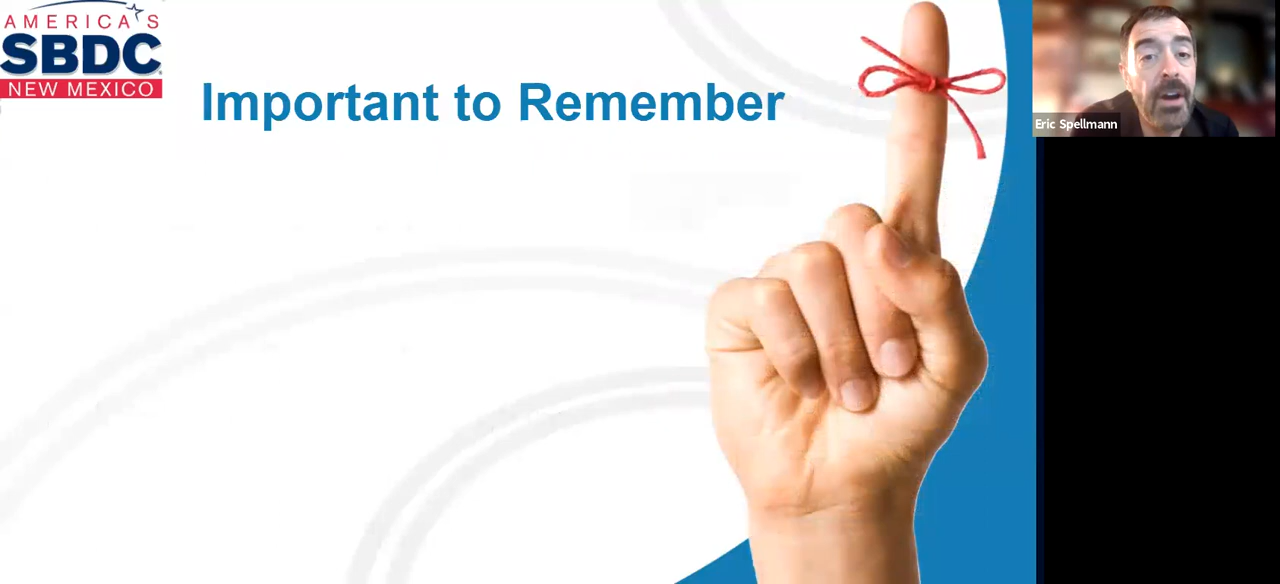 AMERICA'S
SBDC
NEW MEXICO
Important to Remember
Eric Spellmann